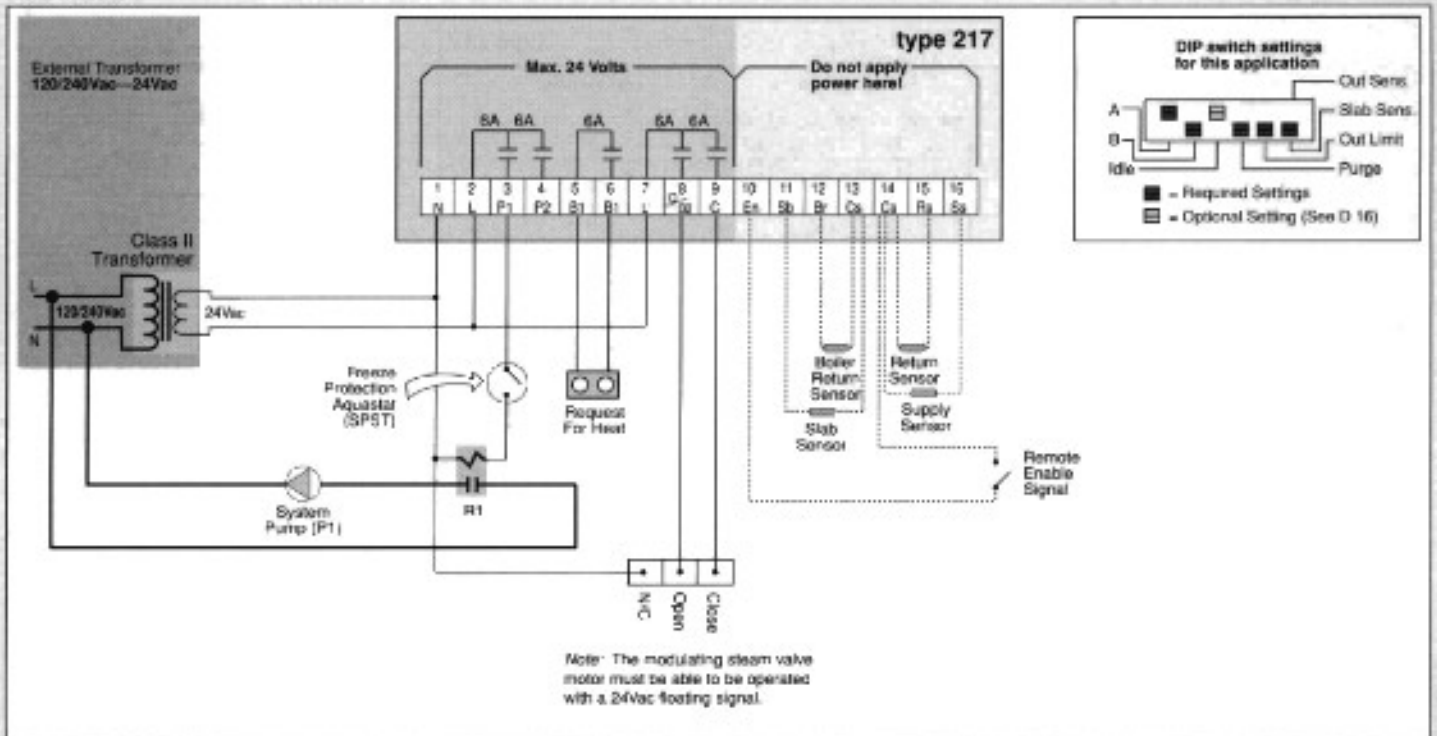 External Transformer
120/240Vac—24Vac
Class II
Transformer
L
120/240Vac
N
24Vac
type 217
Max. 24 Volts
Do not apply
power here!
6A 6A
6A
6A 6A
1 2 3 4 5 6 7 8 9 10 11 12 13 14 15 16
N L P1 P2 B1 B1 L C En Sb Br Cs Ra Ss
Freeze
Protection
Aquastat
(SPST)
Request
For Heat
Boiler
Return
Sensor
Return
Sensor
Slab
Sensor
Supply
Sensor
Remote
Enable
Signal
System
Pump (P1)
R1
N/C
Open
Close
Note: The modulating steam valve
motor must be able to be operated
with a 24Vac floating signal.
DIP switch settings
for this application
Out Sens.
A
Slab Sens.
B
Out Limit
Idle
Purge
= Required Settings
= Optional Setting (See D 16)